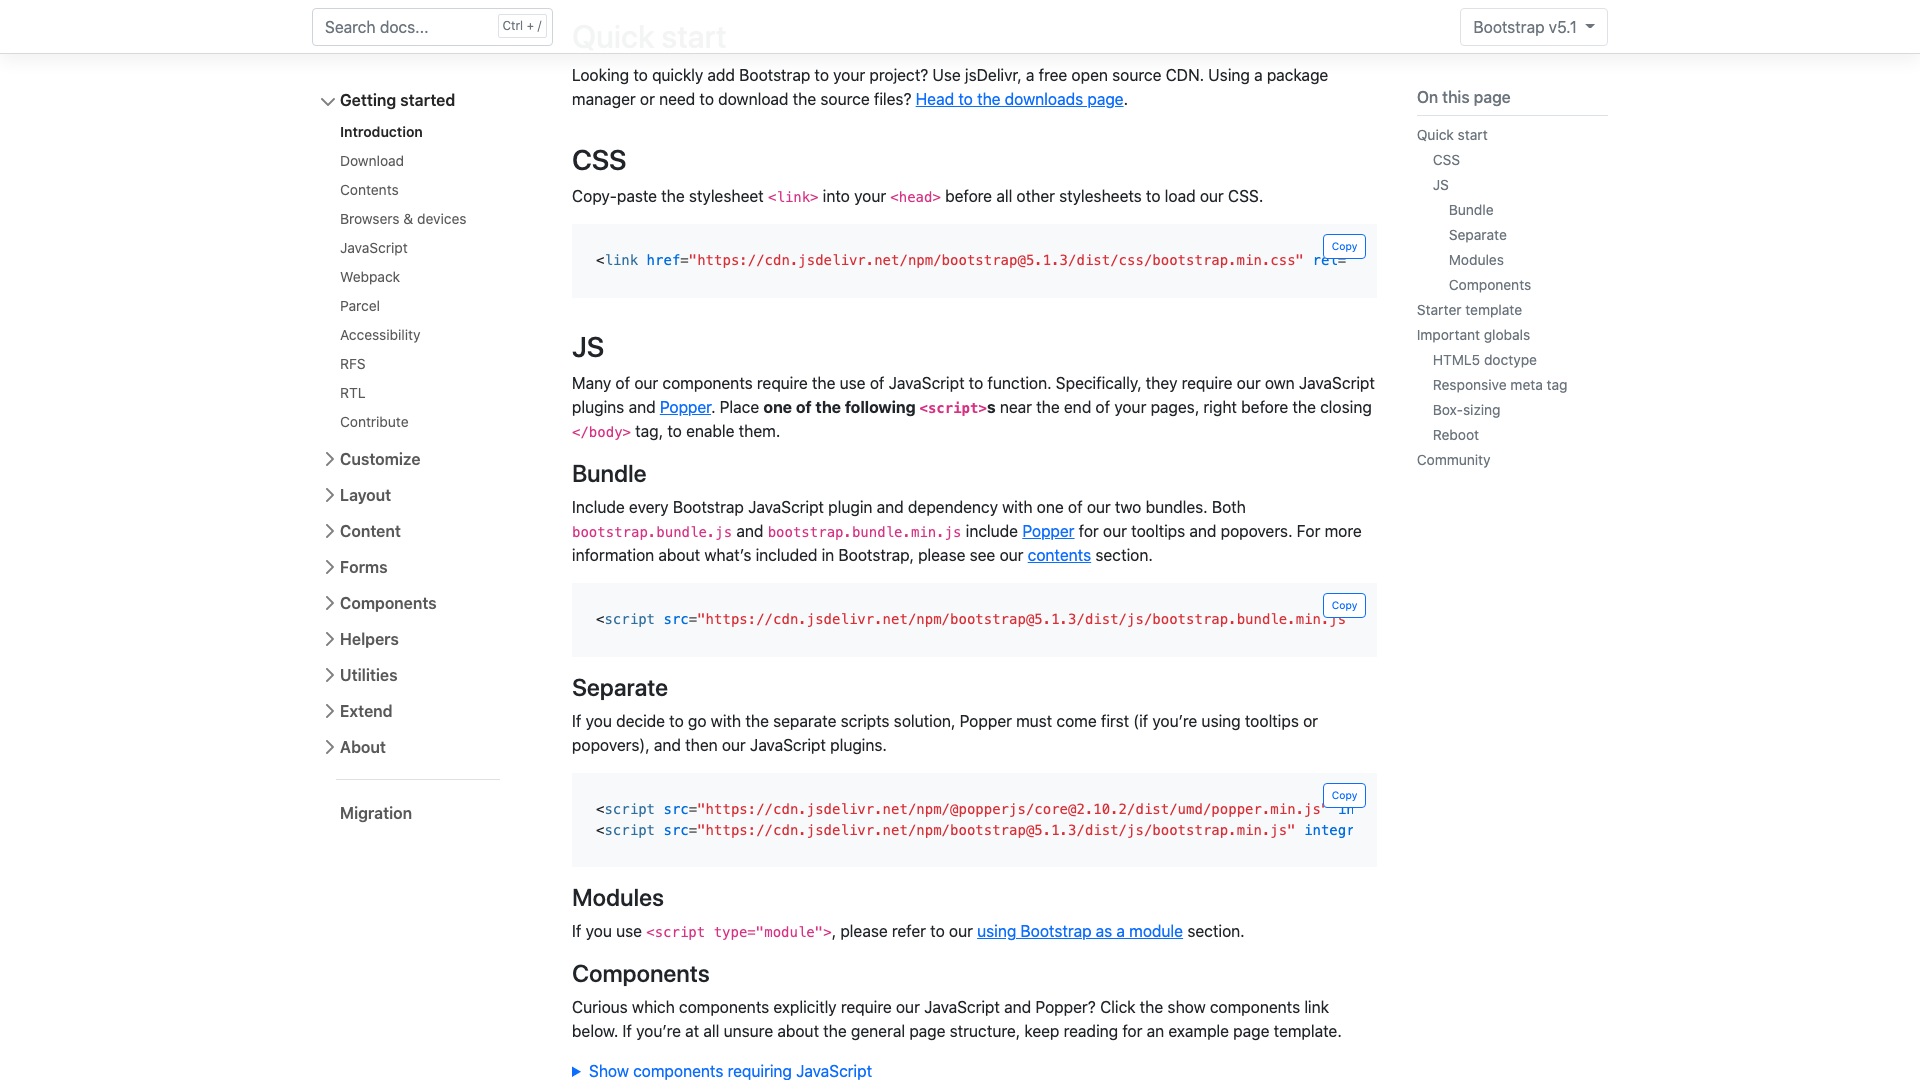 Search docs...
Ctrl + /
Bootstrap v5.1
Quick start
Getting started
Introduction
Download
Contents
Browsers & devices
JavaScript
Webpack
Parcel
Accessibility
RFS
RTL
Contribute
Customize
Layout
Content
Forms
Components
Helpers
Utilities
Extend
About
Migration
Looking to quickly add Bootstrap to your project? Use jsDelivr, a free open source CDN. Using a package
manager or need to download the source files? Head to the downloads page.
CSS
Copy-paste the stylesheet <link> into your <head> before all other stylesheets to load our CSS.
Copy
<link href="https://cdn.jsdelivr.net/npm/bootstrap@5.1.3/dist/css/bootstrap.min.css" rel=
JS
Many of our components require the use of JavaScript to function. Specifically, they require our own JavaScript
plugins and Popper. Place one of the following <script>s near the end of your pages, right before the closing
</body> tag, to enable them.
Bundle
Include every Bootstrap JavaScript plugin and dependency with one of our two bundles. Both
bootstrap.bundle.js and bootstrap.bundle.min.js include Popper for our tooltips and popovers. For more
information about what’s included in Bootstrap, please see our contents section.
Copy
<script src="https://cdn.jsdelivr.net/npm/bootstrap@5.1.3/dist/js/bootstrap.bundle.min.js"
Separate
If you decide to go with the separate scripts solution, Popper must come first (if you’re using tooltips or
popovers), and then our JavaScript plugins.
Copy
<script src="https://cdn.jsdelivr.net/npm/@popperjs/core@2.10.2/dist/umd/popper.min.js" in
<script src="https://cdn.jsdelivr.net/npm/bootstrap@5.1.3/dist/js/bootstrap.min.js" integr
Modules
If you use <script type="module">, please refer to our using Bootstrap as a module section.
Components
Curious which components explicitly require our JavaScript and Popper? Click the show components link
below. If you’re at all unsure about the general page structure, keep reading for an example page template.
Show components requiring JavaScript
On this page
Quick start
CSS
JS
Bundle
Separate
Modules
Components
Starter template
Important globals
HTML5 doctype
Responsive meta tag
Box-sizing
Reboot
Community